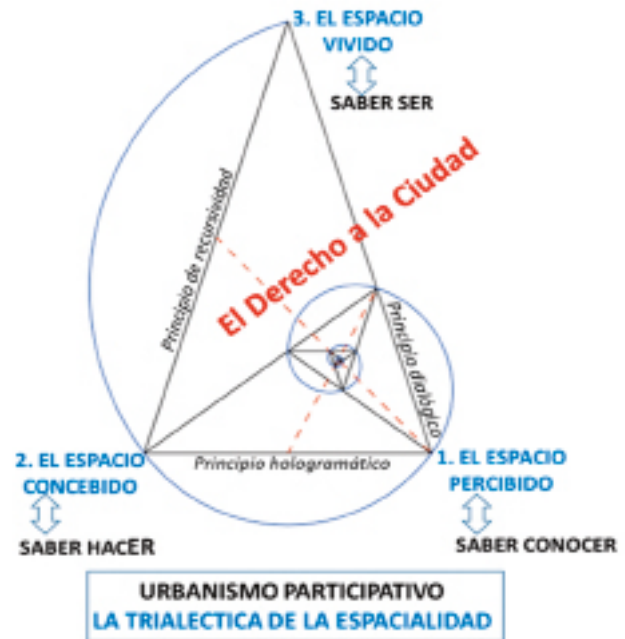 3. EL ESPACIO
VIVIDO
SABER SER
El Derecho a la Ciudad
Principio de recursividad
Principio dialógico
Principio hologramático
2. EL ESPACIO
CONCEBIDO
SABER HACER
1. EL ESPACIO
PERCIBIDO
SABER CONOCER
URBANISMO PARTICIPATIVO
LA TRIALECTICA DE LA ESPACIALIDAD